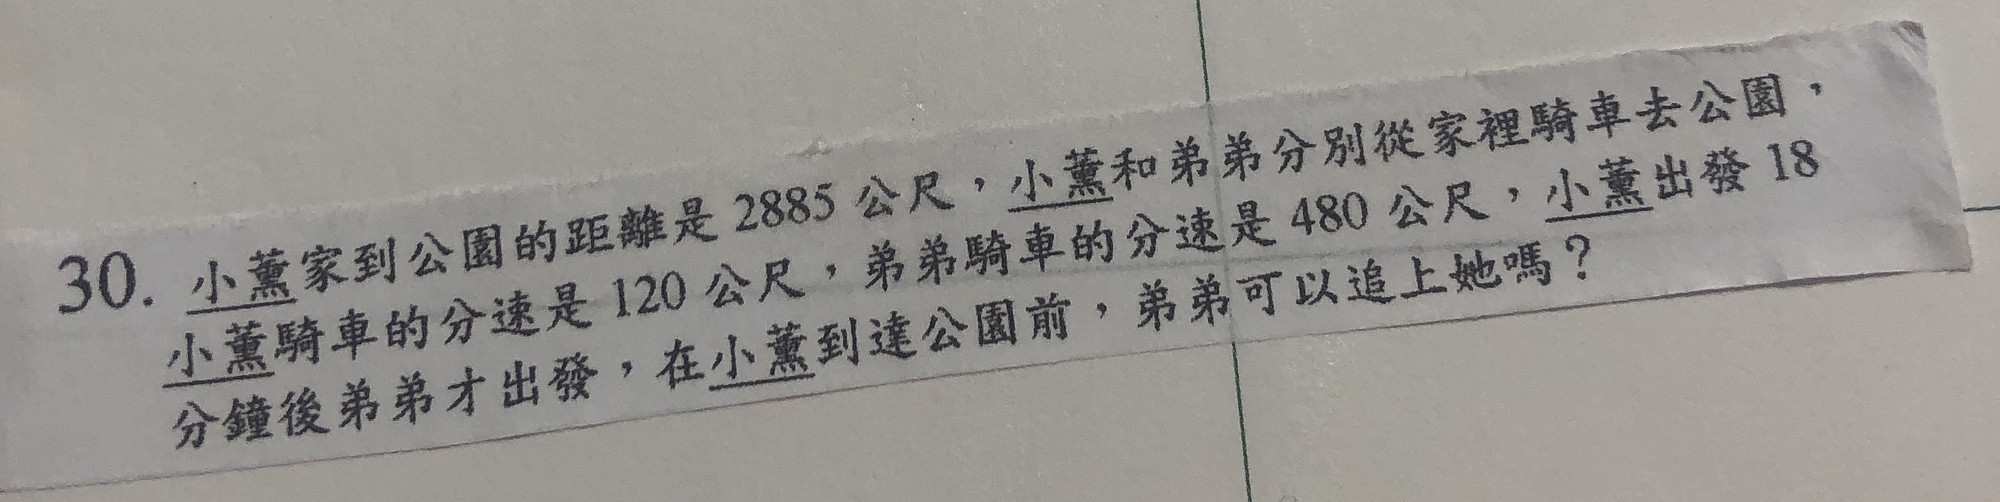 30. 小薰家到公園的距離是 2885 公尺，小薰和弟弟分別從家裡騎車去公園，
小薰騎車的分速是 120 公尺，弟弟騎車的分速是 480 公尺，小薰出發 18
分鐘後弟弟才出發，在小薰到達公園前，弟弟可以追上她嗎？